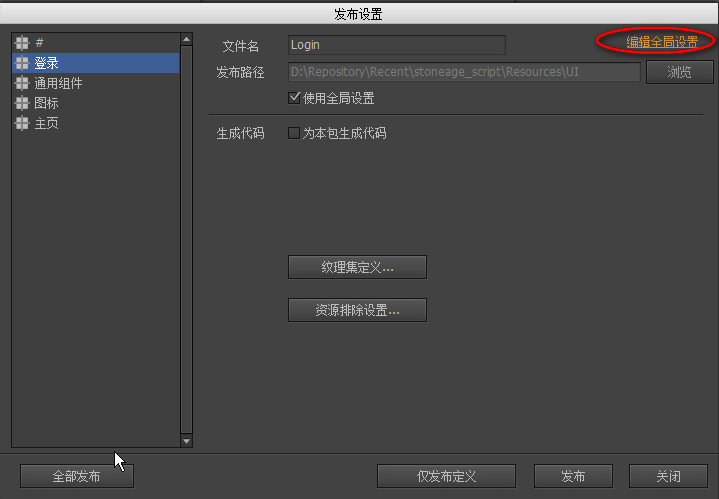 发布设置
#
登录
通用组件
图标
主页
文件名 Login 编辑全局设置
发布路径 D:\Repository\Recent\stoneage_script\Resources\UI 浏览
使用全局设置
生成代码 为本包生成代码
纹理集定义...
资源排除设置...
全部发布 仅发布定义 发布 关闭